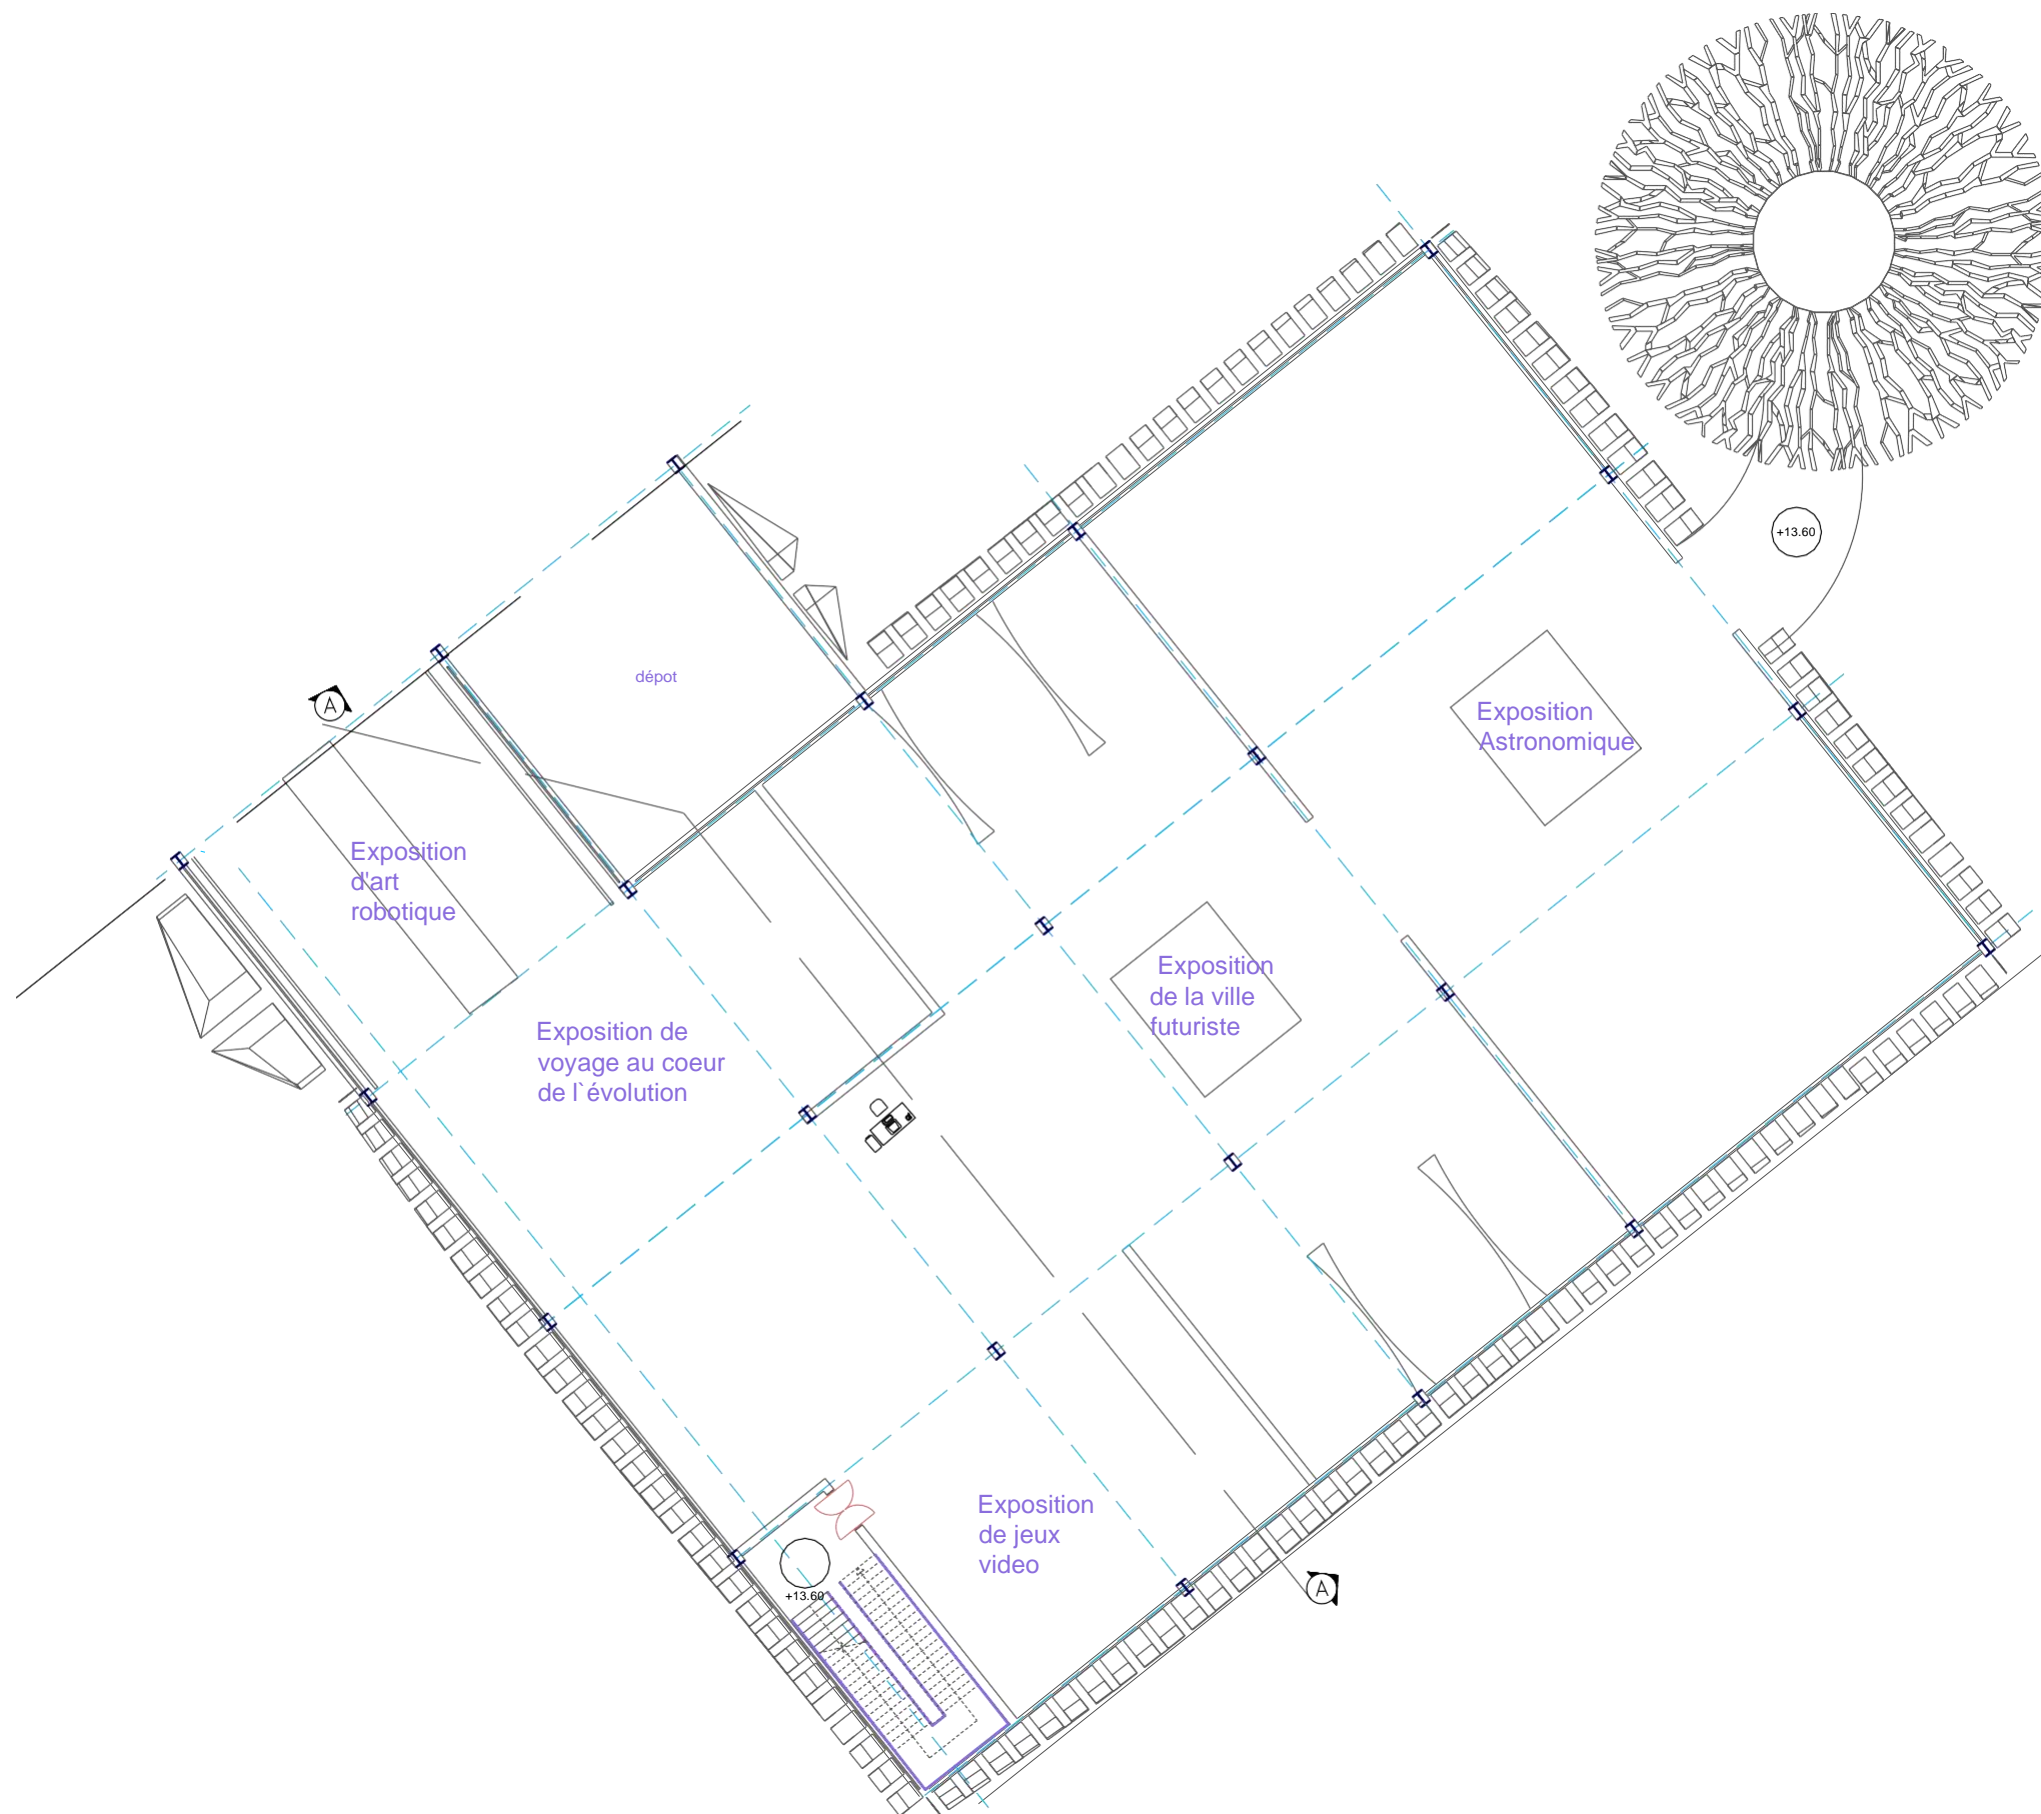 +13.60
dépot
A
Exposition
Astronomique
Exposition
d'art
robotique
Exposition
de la ville
futuriste
Exposition de
voyage au coeur
de l`évolution
Exposition
de jeux
video
+13.60
A